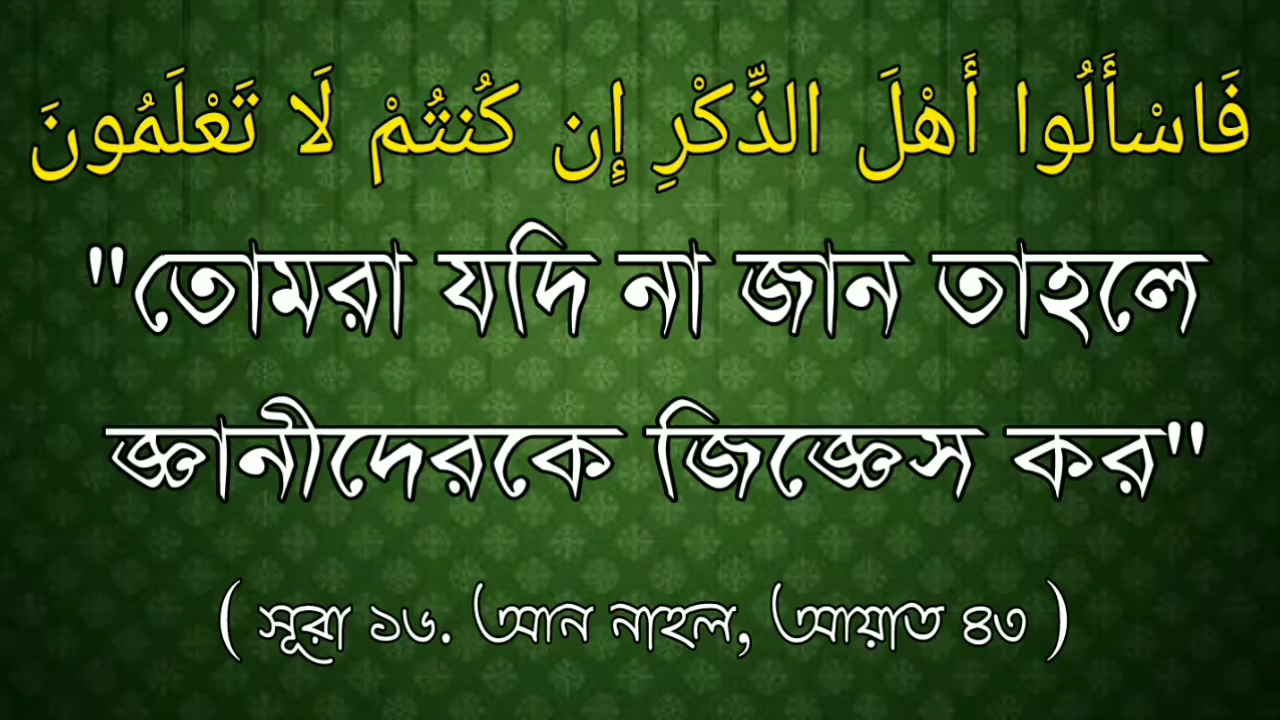 فَاسْأَلُوا أَهْلَ الذِّكْرِ إِن كُنتُمْ لَا تَعْلَمُونَ
"তোমরা যদি না জান তাহলে
জ্ঞানীদেরকে জিজ্ঞেস কর"
( সূরা ১৬. আন নাহল, আয়াত ৪৩ )